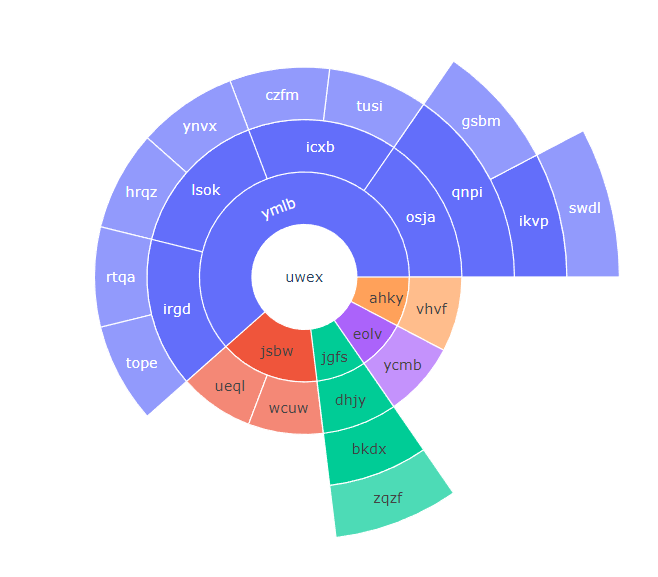 czfm
tusi
gsbm
ynvx
icxb
hrqz
lsok
qnpi
ymlb
osja
ikvp
swdl
rtqa
uwex
ahky
vhvf
irgd
eolv
tope
jsbw
jgfs
ycmb
ueql
wcuw
dhjy
bkdx
zqzf